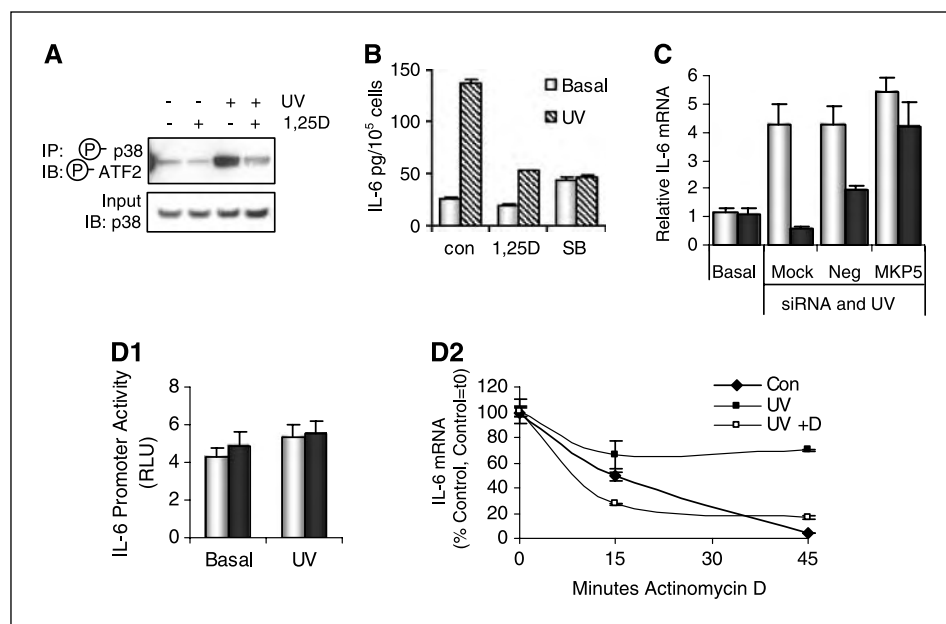 A
- - + + UV
- + - + 1,25D
IP: P- p38
IB: P- ATF2
Input
IB: p38
B
IL-6 pg/10⁵ cells
150
100
50
0
Basal
UV
con 1,25D SB
C
Relative IL-6 mRNA
6
5
4
3
2
1
0
Basal Mock Neg MKP5
siRNA and UV
D1
IL-6 Promoter Activity
(RLU)
8
6
4
2
0
Basal UV
D2
IL-6 mRNA
(% Control, Control=t0)
120
100
80
60
40
20
0
Con
UV
UV +D
0 15 30 45
Minutes Actinomycin D